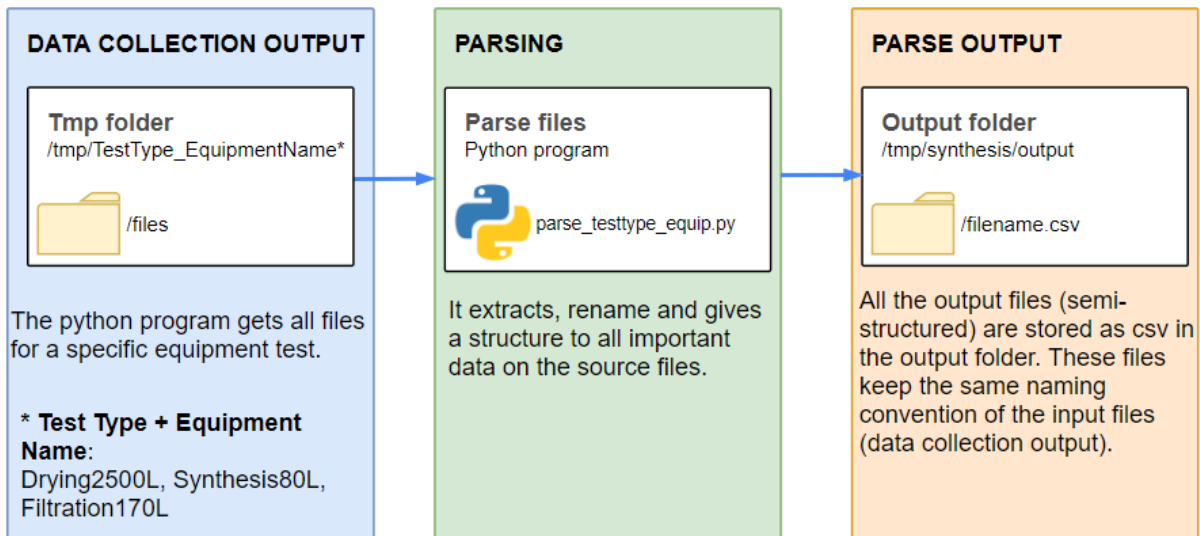 DATA COLLECTION OUTPUT
Tmp folder
/tmp/TestType_EquipmentName*
/files
The python program gets all files
for a specific equipment test.
* Test Type + Equipment
Name:
Drying2500L, Synthesis80L,
Filtration170L
PARSING
Parse files
Python program
parse_testtype_equip.py
It extracts, rename and gives
a structure to all important
data on the source files.
PARSE OUTPUT
Output folder
/tmp/synthesis/output
/filename.csv
All the output files (semi-
structured) are stored as csv in
the output folder. These files
keep the same naming
convention of the input files
(data collection output).